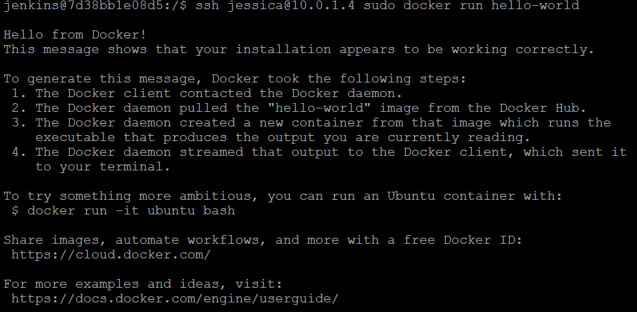 jenkins@7d38bb1e08d5:/$ ssh jessica@10.0.1.4 sudo docker run hello-world
Hello from Docker!
This message shows that your installation appears to be working correctly.
To generate this message, Docker took the following steps:
1. The Docker client contacted the Docker daemon.
2. The Docker daemon pulled the "hello-world" image from the Docker Hub.
3. The Docker daemon created a new container from that image which runs the
executable that produces the output you are currently reading.
4. The Docker daemon streamed that output to the Docker client, which sent it
to your terminal.
To try something more ambitious, you can run an Ubuntu container with:
$ docker run -it ubuntu bash
Share images, automate workflows, and more with a free Docker ID:
https://cloud.docker.com/
For more examples and ideas, visit:
https://docs.docker.com/engine/userguide/